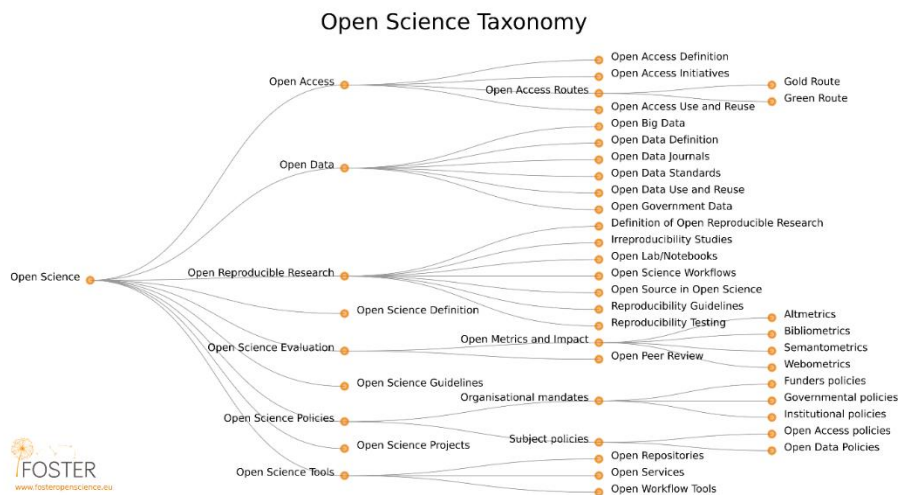 Open Science Taxonomy
Open Science
Open Access
Open Access Definition
Open Access Initiatives
Open Access Routes
Gold Route
Green Route
Open Access Use and Reuse
Open Data
Open Big Data
Open Data Definition
Open Data Journals
Open Data Standards
Open Data Use and Reuse
Open Government Data
Open Reproducible Research
Definition of Open Reproducible Research
Irreproducibility Studies
Open Lab/Notebooks
Open Science Workflows
Open Source in Open Science
Reproducibility Guidelines
Reproducibility Testing
Open Science Definition
Open Science Evaluation
Open Metrics and Impact
Altmetrics
Bibliometrics
Semantometrics
Webometrics
Open Peer Review
Open Science Guidelines
Open Science Policies
Organisational mandates
Funders policies
Governmental policies
Institutional policies
Subject policies
Open Access policies
Open Data Policies
Open Science Projects
Open Science Tools
Open Repositories
Open Services
Open Workflow Tools
FOSTER
www.fosteropenscience.eu